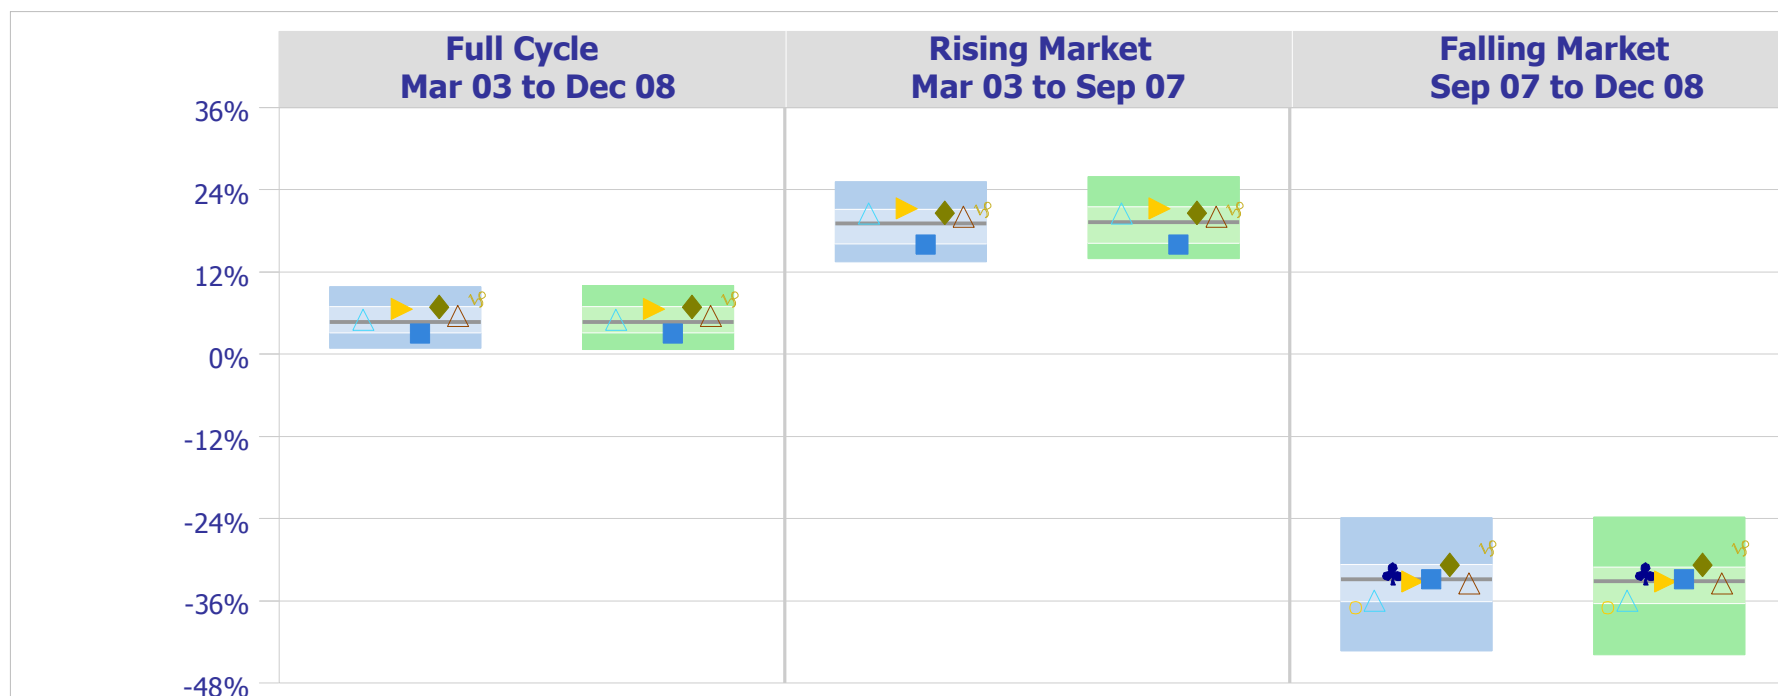 Full Cycle
Mar 03 to Dec 08
Rising Market
Mar 03 to Sep 07
Falling Market
Sep 07 to Dec 08
36%
24%
12%
0%
-12%
-24%
-36%
-48%